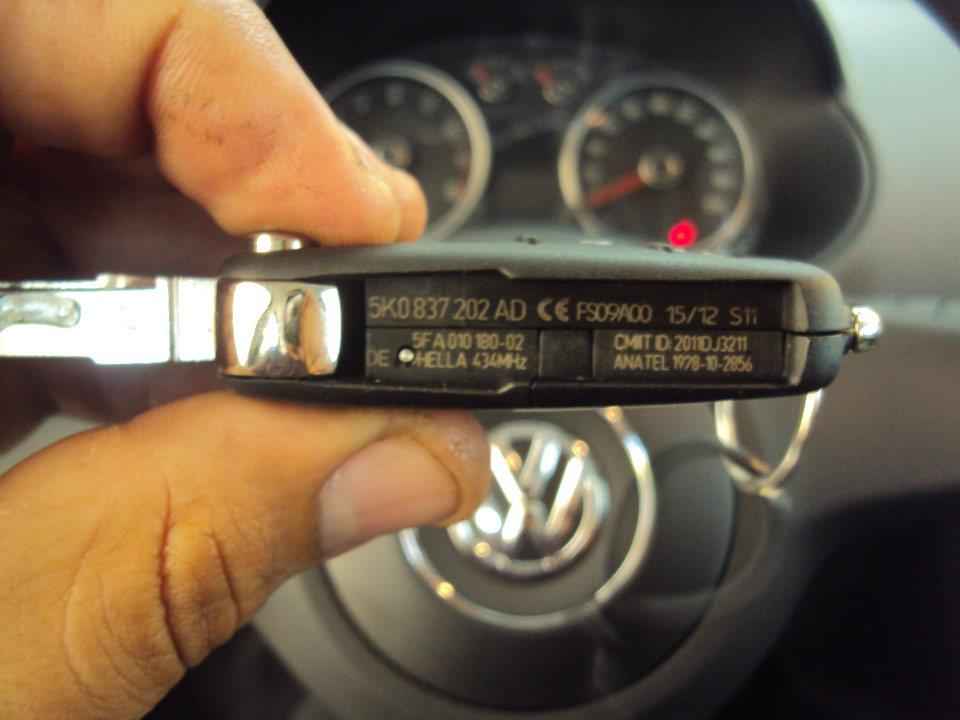 5K0 837 202 AD CE FS09A00 15/12 S11
5FA 010 180-02
DE HELLA 434MHz
CMIIT ID: 2011DJ3211
ANATEL 1978-10-2856